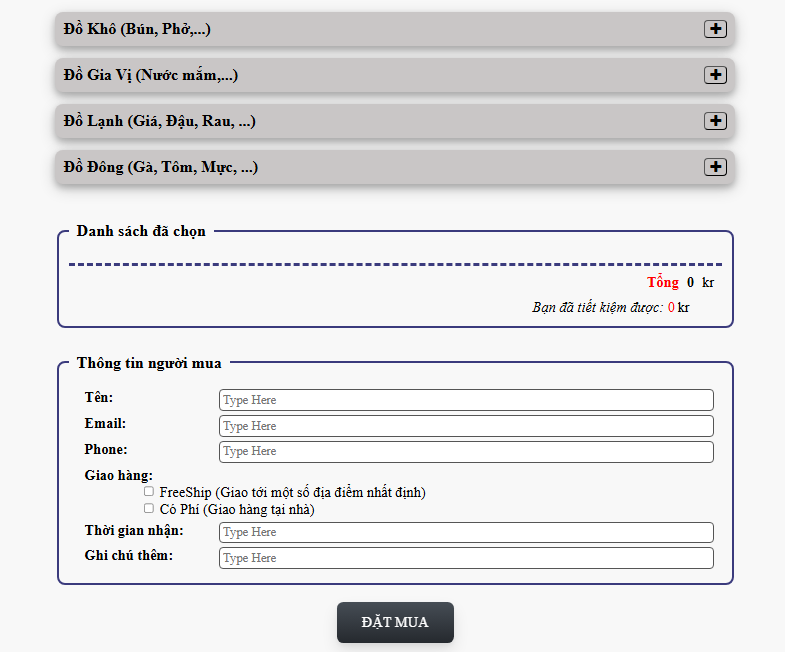 Đồ Khô (Bún, Phở,...)
Đồ Gia Vị (Nước mắm,...)
Đồ Lạnh (Giá, Đậu, Rau, ...)
Đồ Đông (Gà, Tôm, Mực, ...)
Danh sách đã chọn
Tổng 0 kr
Bạn đã tiết kiệm được: 0 kr
Thông tin người mua
Tên: Type Here
Email: Type Here
Phone: Type Here
Giao hàng:
FreeShip (Giao tới một số địa điểm nhất định)
Có Phí (Giao hàng tại nhà)
Thời gian nhận: Type Here
Ghi chú thêm: Type Here
ĐẶT MUA